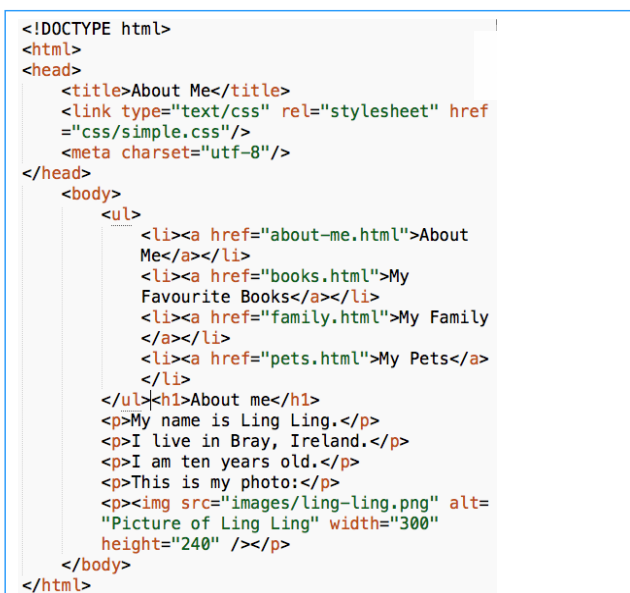 <!DOCTYPE html>
<html>
<head>
    <title>About Me</title>
    <link type="text/css" rel="stylesheet" href
    ="css/simple.css"/>
    <meta charset="utf-8"/>
</head>
    <body>
        <ul>
            <li><a href="about-me.html">About
            Me</a></li>
            <li><a href="books.html">My
            Favourite Books</a></li>
            <li><a href="family.html">My Family
            </a></li>
            <li><a href="pets.html">My Pets</a>
            </li>
        </ul><h1>About me</h1>
        <p>My name is Ling Ling.</p>
        <p>I live in Bray, Ireland.</p>
        <p>I am ten years old.</p>
        <p>This is my photo:</p>
        <p><img src="images/ling-ling.png" alt=
        "Picture of Ling Ling" width="300"
        height="240" /></p>
    </body>
</html>